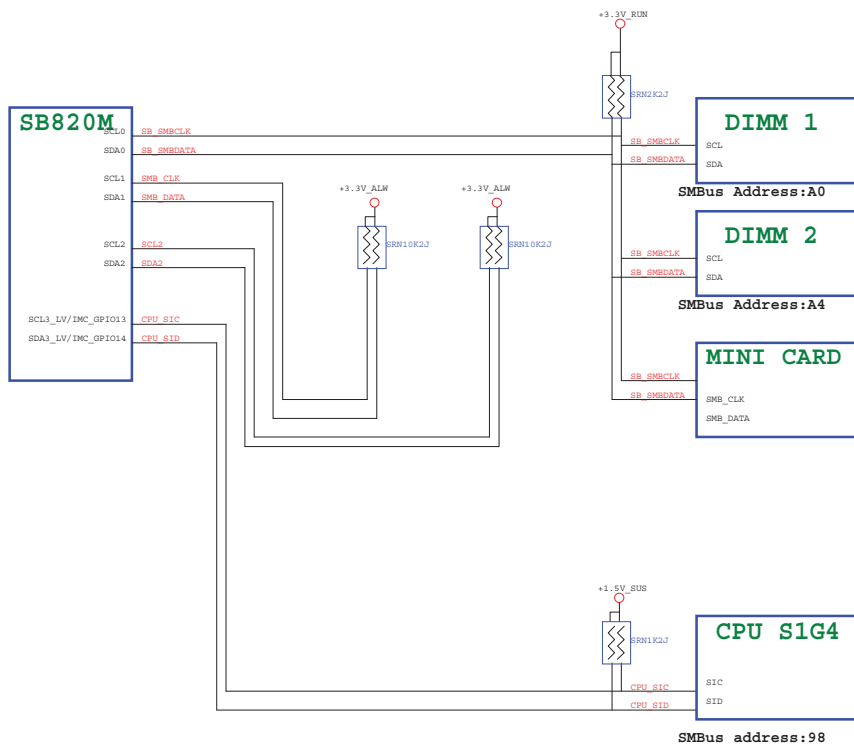 +3.3V_RUN
SRN2K2J
SB820M
SCL0 SB_SMBCLK
SDA0 SB_SMBDATA
SCL1 SMB_CLK
SDA1 SMB_DATA
SCL2 SCL2
SDA2 SDA2
SCL3_LV/IMC_GPIO13 CPU_SIC
SDA3_LV/IMC_GPIO14 CPU_SID
+3.3V_ALW
SRN10K2J
+3.3V_ALW
SRN10K2J
DIMM 1
SB_SMBCLK SCL
SB_SMBDATA SDA
SMBus Address:A0
DIMM 2
SB_SMBCLK SCL
SB_SMBDATA SDA
SMBus Address:A4
MINI CARD
SB_SMBCLK
SB_SMBDATA SMB_CLK
SMB_DATA
+1.5V_SUS
SRN1K2J
CPU S1G4
CPU_SIC SIC
CPU_SID SID
SMBus address:98